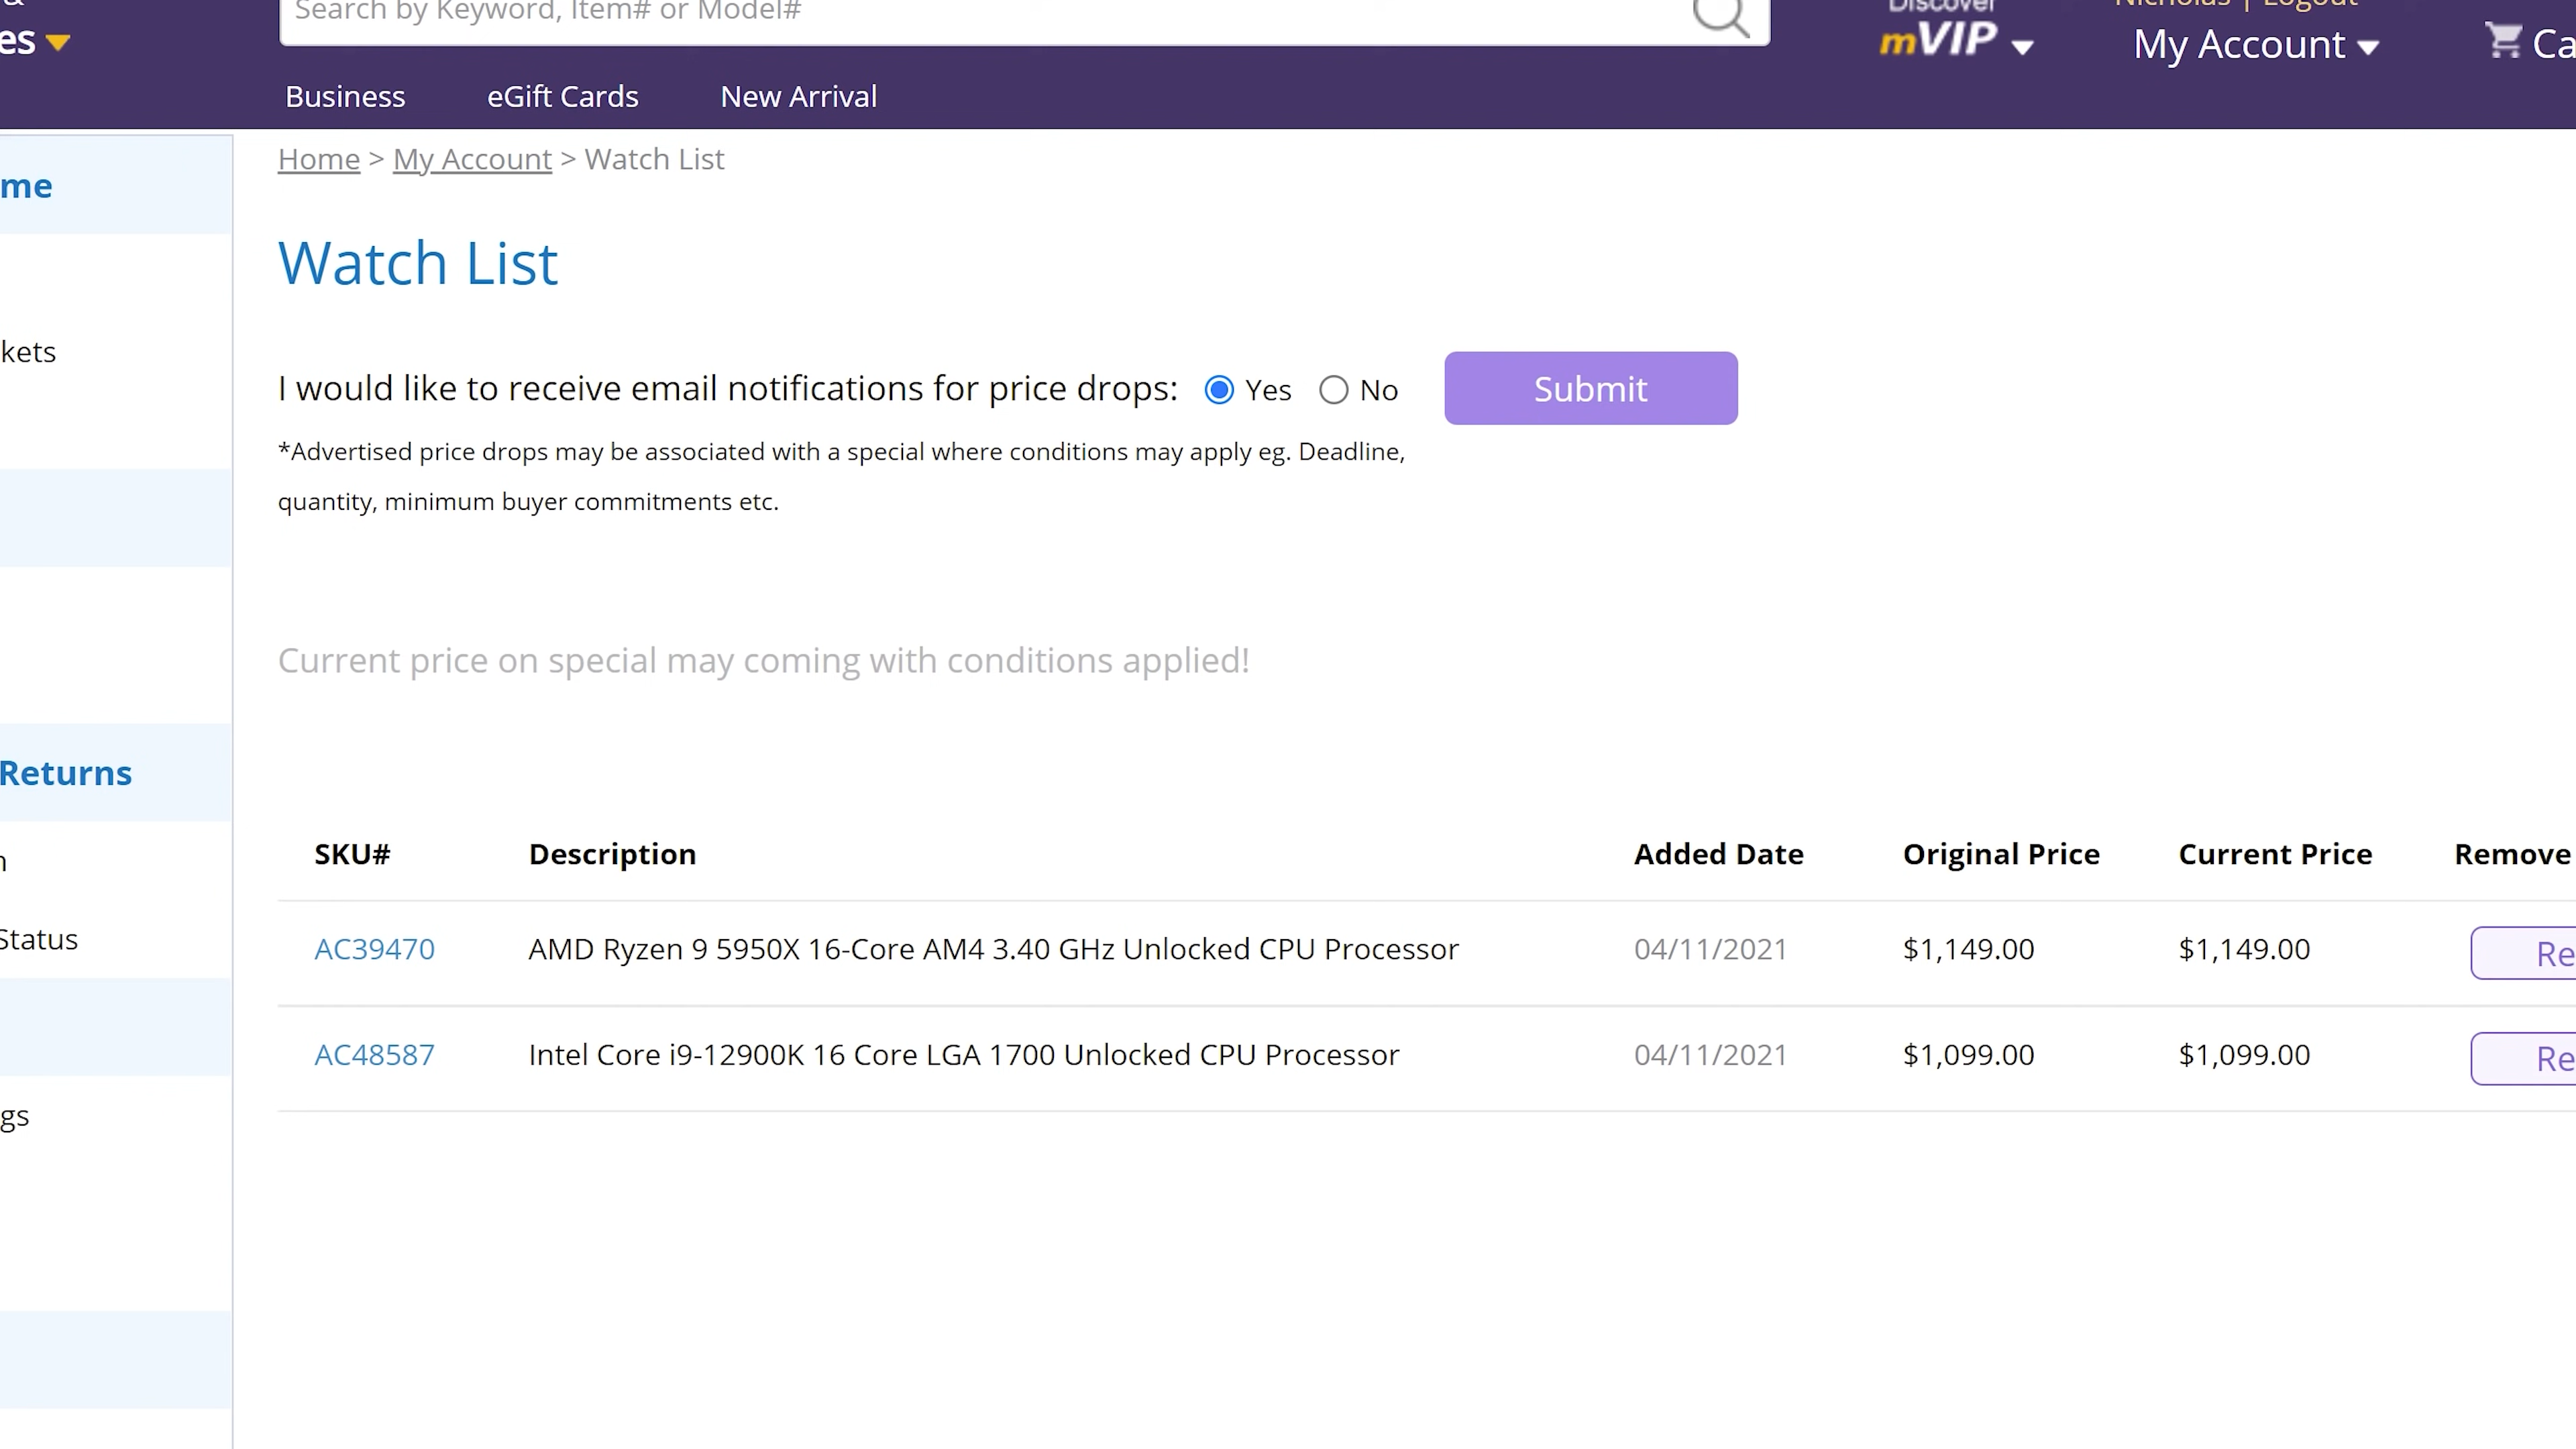 Search by Keyword, Item# or Model#
Discover
mVIP
Nicholas | Logout
My Account
Business
eGift Cards
New Arrival
Home > My Account > Watch List
Watch List
I would like to receive email notifications for price drops: Yes No
Submit
*Advertised price drops may be associated with a special where conditions may apply eg. Deadline,
quantity, minimum buyer commitments etc.
Current price on special may coming with conditions applied!
Returns
Status
SKU# Description Added Date Original Price Current Price Remove
AC39470 AMD Ryzen 9 5950X 16-Core AM4 3.40 GHz Unlocked CPU Processor 04/11/2021 $1,149.00 $1,149.00 Re
AC48587 Intel Core i9-12900K 16 Core LGA 1700 Unlocked CPU Processor 04/11/2021 $1,099.00 $1,099.00 Re